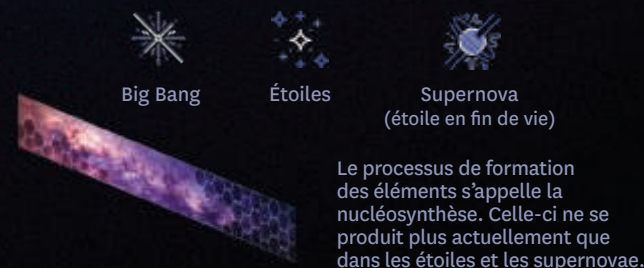 Big Bang
Étoiles
Supernova
(étoile en fin de vie)
Le processus de formation
des éléments s’appelle la
nucléosynthèse. Celle-ci ne se
produit plus actuellement que
dans les étoiles et les supernovae.